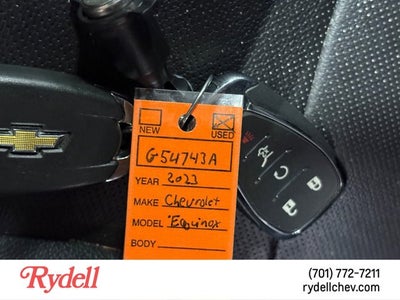 NEW
USED
G54743A
YEAR 2023
MAKE Chevrolet
MODEL Equinox
BODY
Rydell
(701) 772-7211
rydellchev.com